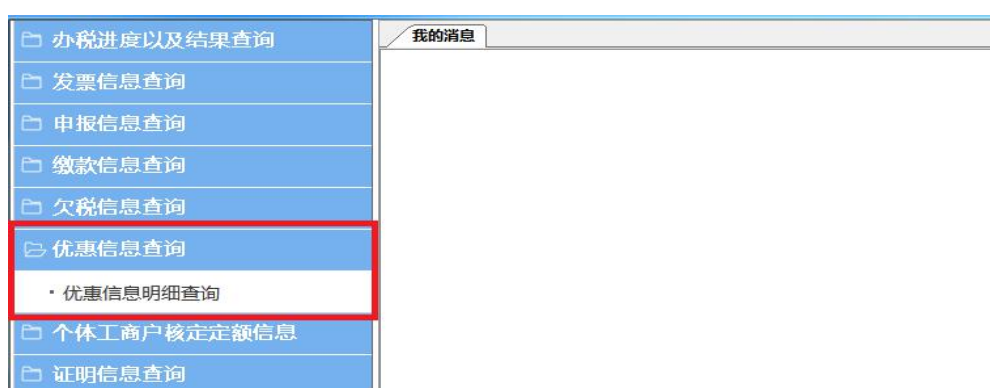 办税进度以及结果查询
我的消息
发票信息查询
申报信息查询
缴款信息查询
欠税信息查询
优惠信息查询
· 优惠信息明细查询
个体工商户核定定额信息
证明信息查询